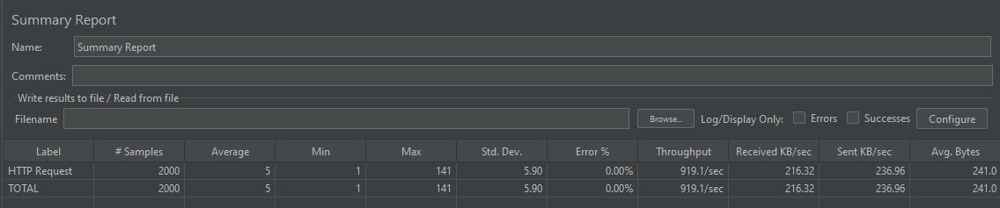 Summary Report
Name: Summary Report
Comments:
Write results to file / Read from file
Filename Browse... Log/Display Only: Errors Successes Configure
Label # Samples Average Min Max Std. Dev. Error % Throughput Received KB/sec Sent KB/sec Avg. Bytes
HTTP Request 2000 5 1 141 5.90 0.00% 919.1/sec 216.32 236.96 241.0
TOTAL 2000 5 1 141 5.90 0.00% 919.1/sec 216.32 236.96 241.0